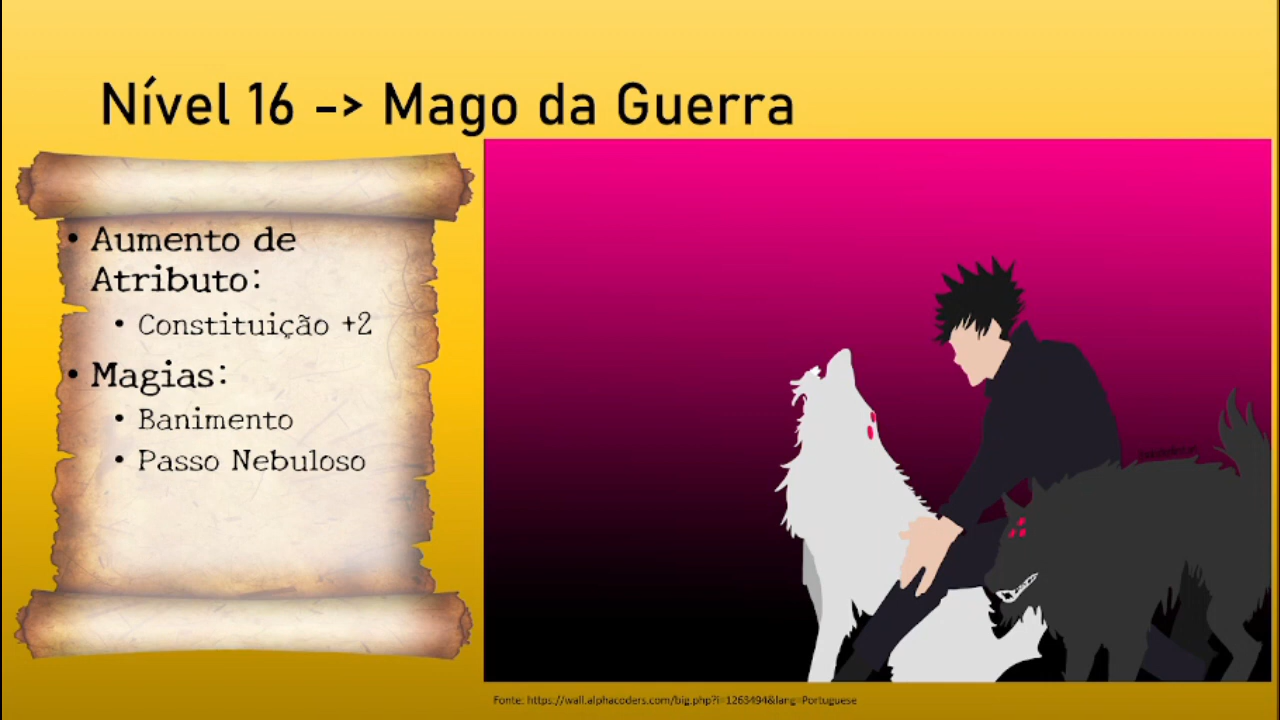 Nível 16 -> Mago da Guerra
• Aumento de
Atributo:
• Constituição +2
• Magias:
• Banimento
• Passo Nebuloso
Fonte: https://wall.alphacoders.com/big.php?i=1263494&lang=Portuguese